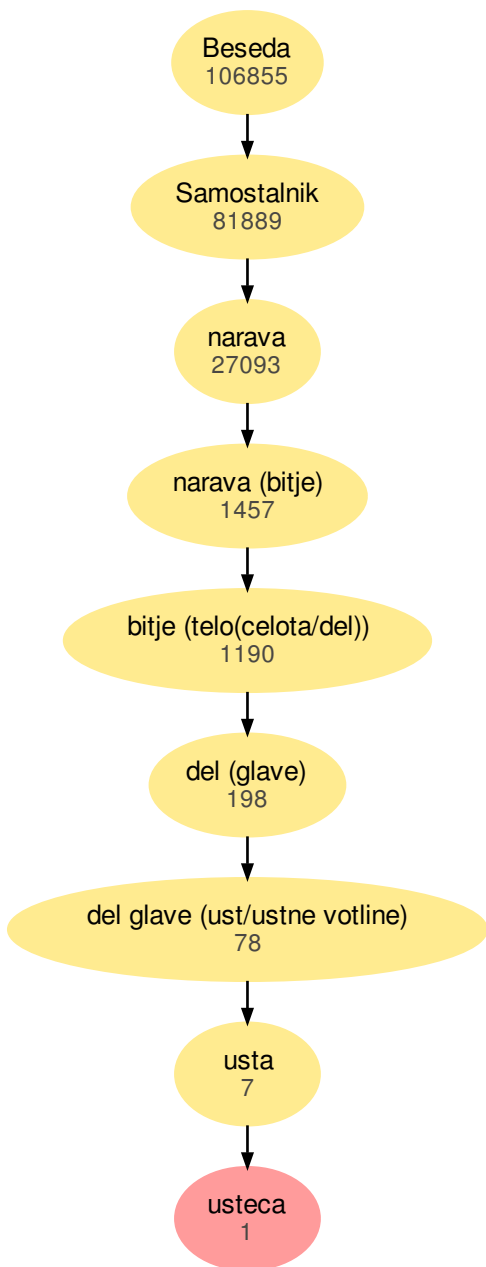 Beseda
106855
Samostalnik
81889
narava
27093
narava (bitje)
1457
bitje (telo(celota/del))
1190
del (glave)
198
del glave (ust/ustne votline)
78
usta
7
usteca
1